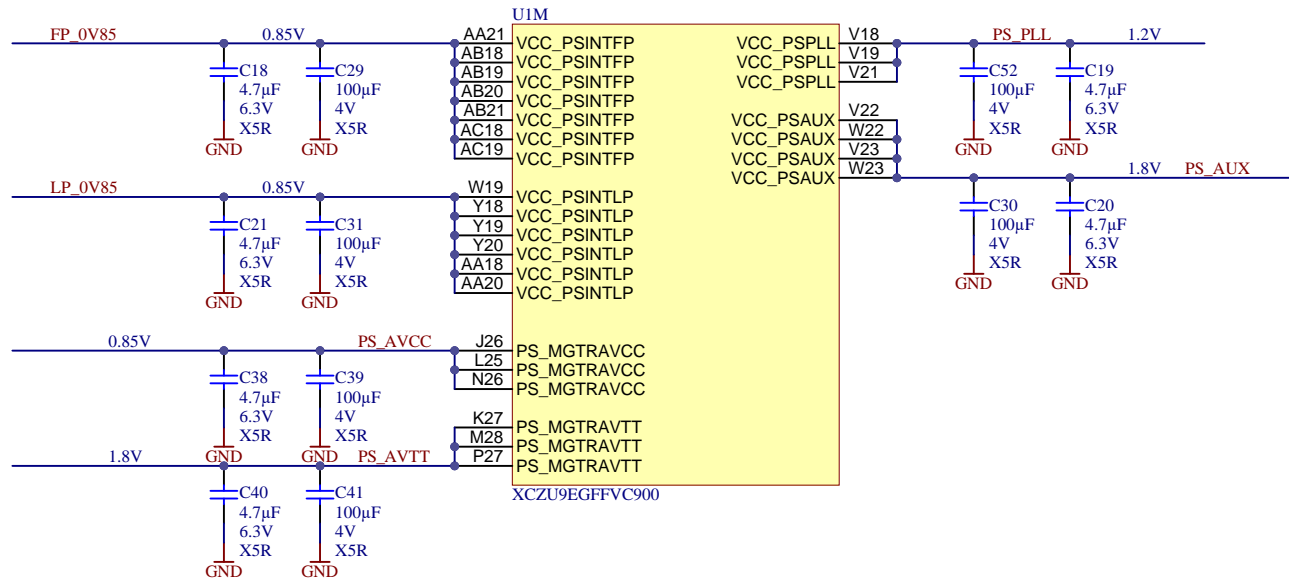 U1M
FP_0V85 0.85V AA21 VCC_PSINTFP
AB18 VCC_PSINTFP
AB19 VCC_PSINTFP
AB20 VCC_PSINTFP
AB21 VCC_PSINTFP
AC18 VCC_PSINTFP
AC19 VCC_PSINTFP
C18
4.7µF
6.3V
X5R
GND
C29
100µF
4V
X5R
GND
LP_0V85 0.85V W19 VCC_PSINTLP
Y18 VCC_PSINTLP
Y19 VCC_PSINTLP
Y20 VCC_PSINTLP
AA18 VCC_PSINTLP
AA20 VCC_PSINTLP
C21
4.7µF
6.3V
X5R
GND
C31
100µF
4V
X5R
GND
0.85V PS_AVCC J26 PS_MGTRAVCC
L25 PS_MGTRAVCC
N26 PS_MGTRAVCC
C38
4.7µF
6.3V
X5R
GND
C39
100µF
4V
X5R
GND
K27 PS_MGTRAVTT
M28 PS_MGTRAVTT
1.8V PS_AVTT P27 PS_MGTRAVTT
C40
4.7µF
6.3V
X5R
GND
C41
100µF
4V
X5R
GND
VCC_PSPLL V18 PS_PLL 1.2V
VCC_PSPLL V19
VCC_PSPLL V21
C52
100µF
4V
X5R
GND
C19
4.7µF
6.3V
X5R
GND
VCC_PSAUX V22
VCC_PSAUX W22
VCC_PSAUX V23
VCC_PSAUX W23 1.8V PS_AUX
C30
100µF
4V
X5R
GND
C20
4.7µF
6.3V
X5R
GND
XCZU9EGFFVC900